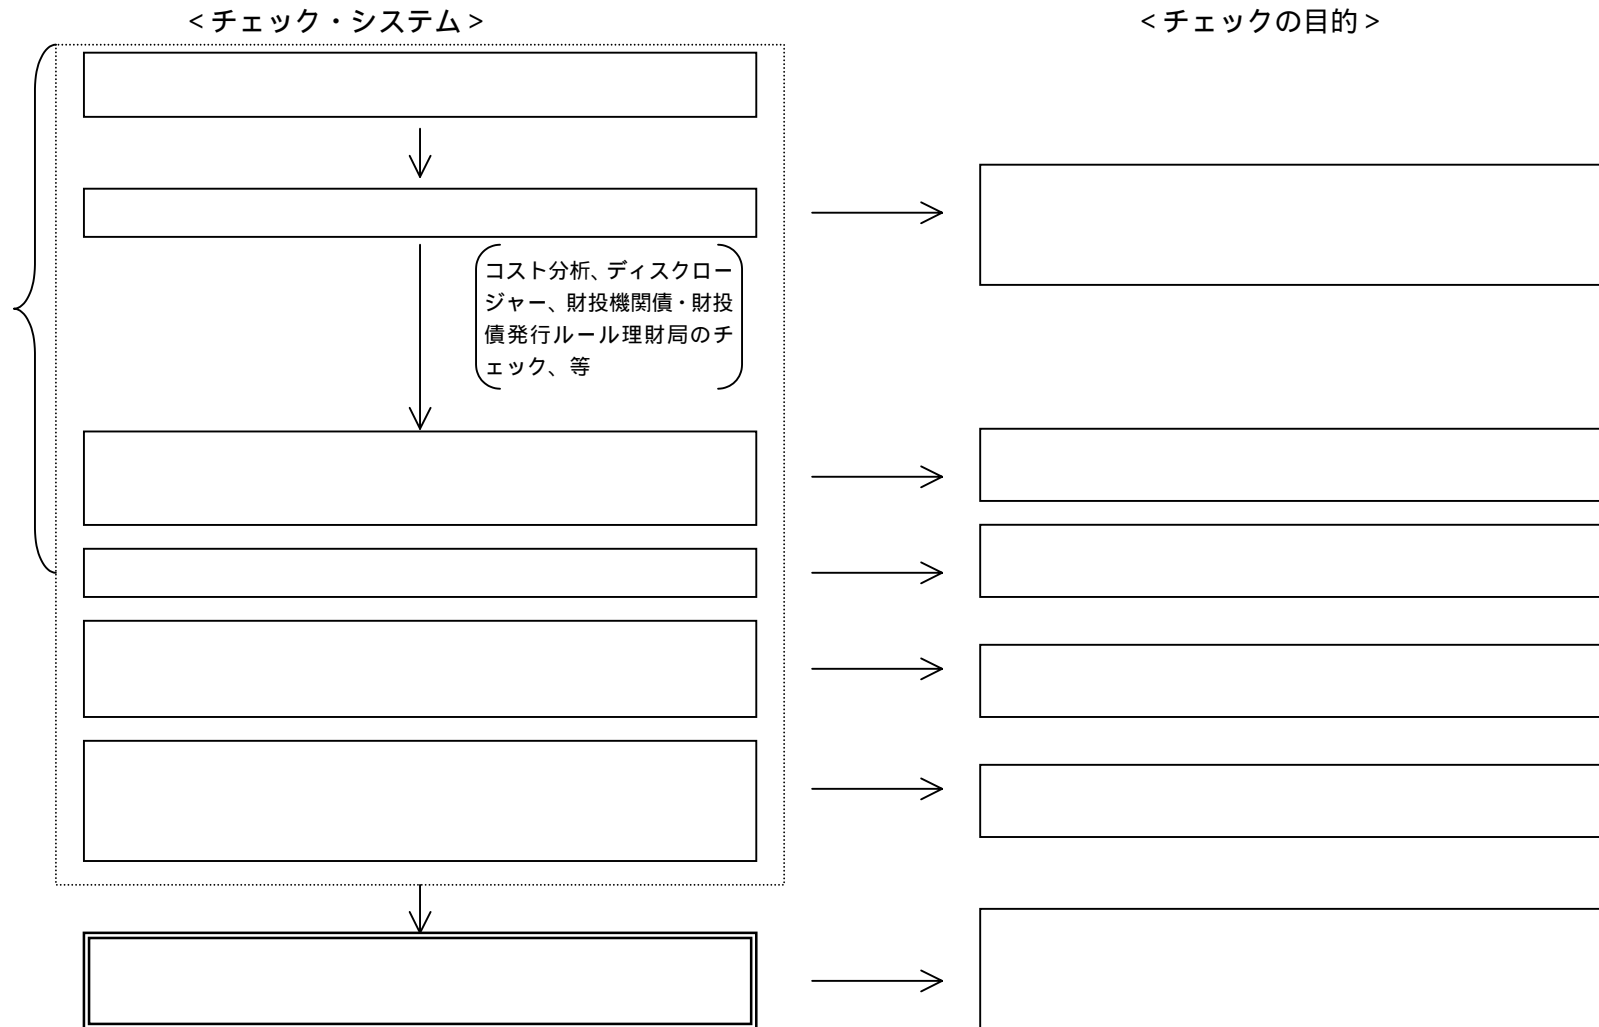 ＜チェック・システム＞
＜チェックの目的＞
コスト分析、ディスクロー
ジャー、財投機関債・財投
債発行ルール理財局のチ
ェック、等